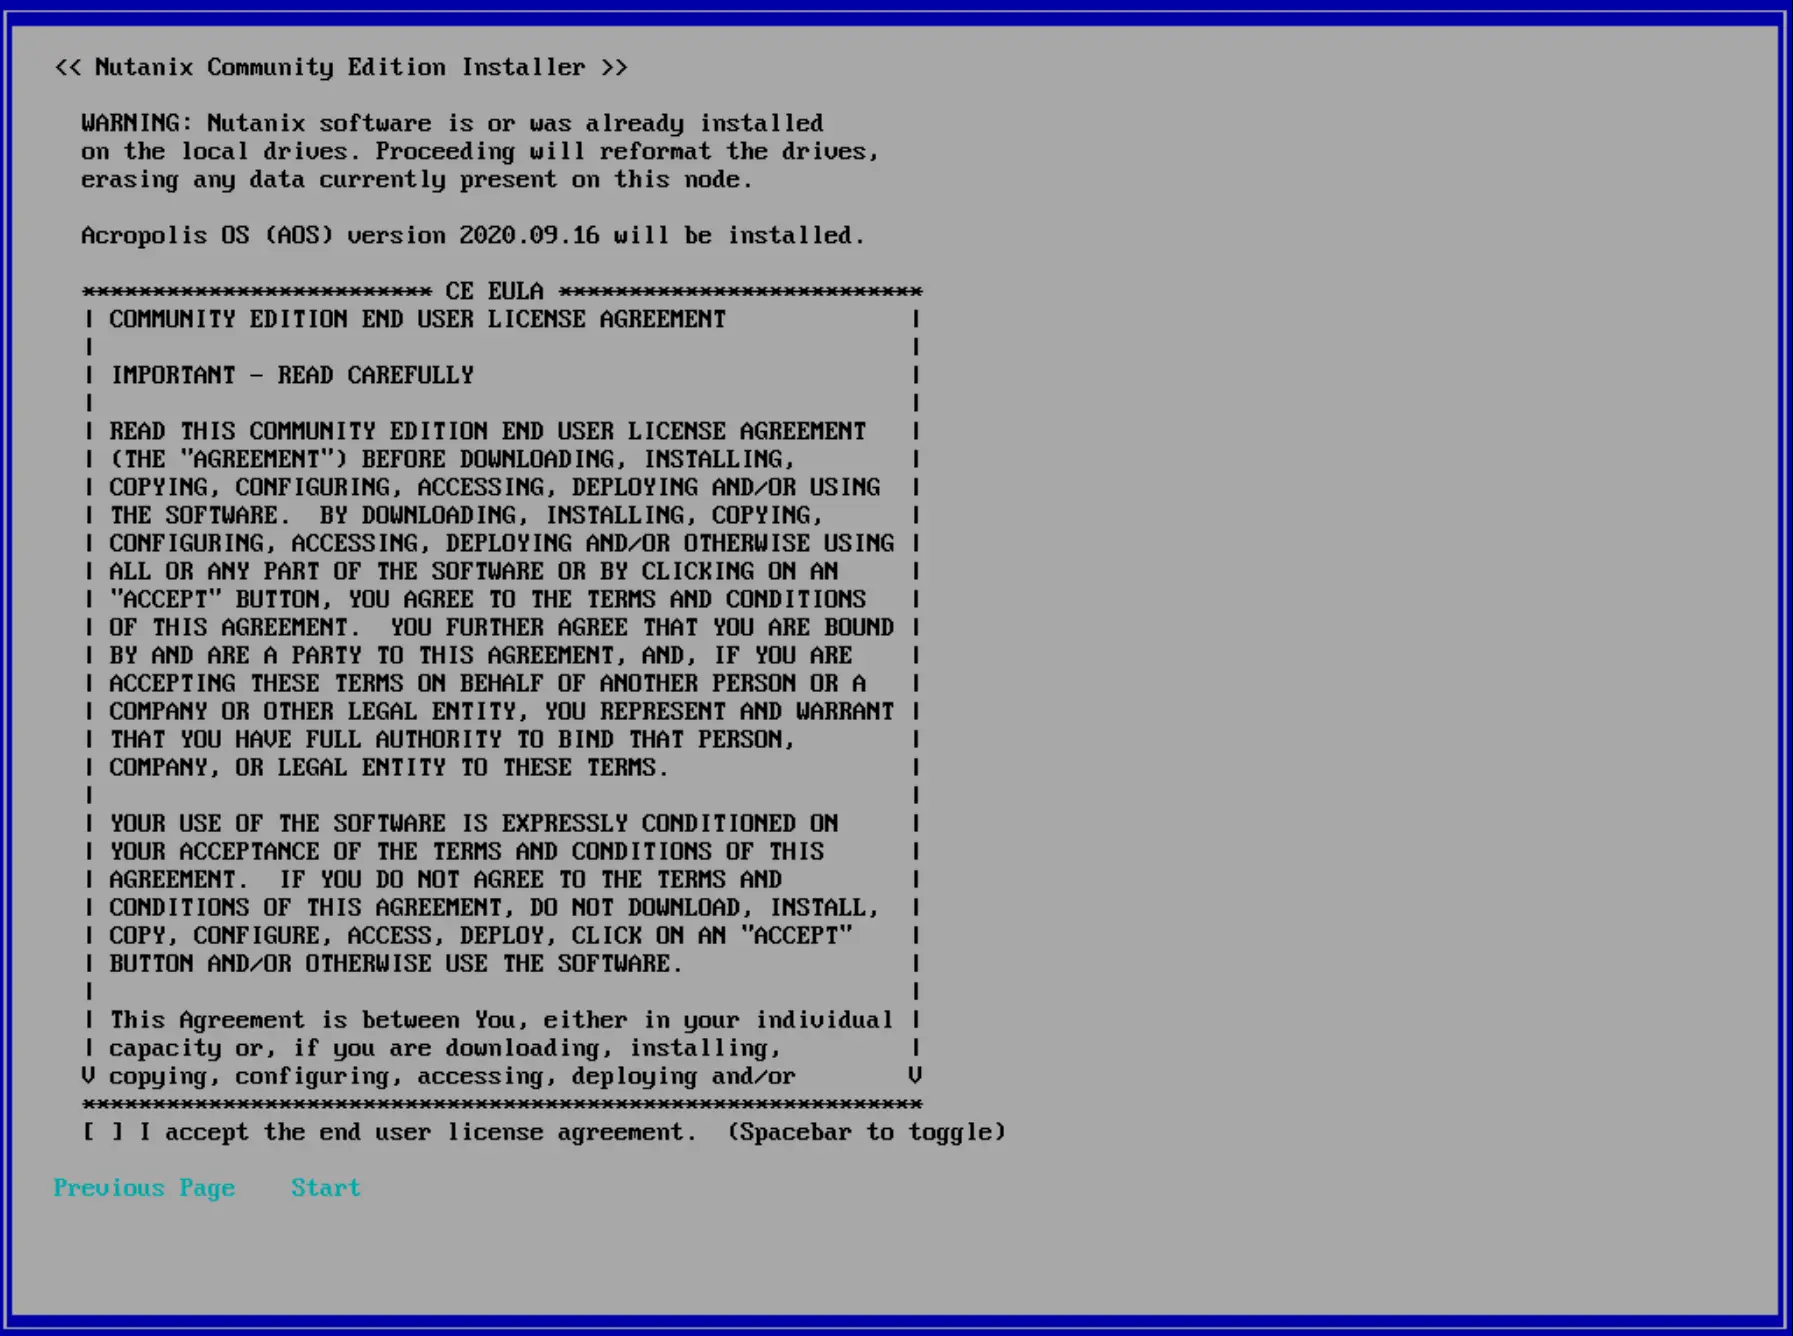 << Nutanix Community Edition Installer >>
WARNING: Nutanix software is or was already installed
on the local drives. Proceeding will reformat the drives,
erasing any data currently present on this node.
Acropolis OS (AOS) version 2020.09.16 will be installed.
************************* CE EULA **************************
| COMMUNITY EDITION END USER LICENSE AGREEMENT |
| |
| IMPORTANT - READ CAREFULLY |
| |
| READ THIS COMMUNITY EDITION END USER LICENSE AGREEMENT |
| (THE "AGREEMENT") BEFORE DOWNLOADING, INSTALLING, |
| COPYING, CONFIGURING, ACCESSING, DEPLOYING AND/OR USING |
| THE SOFTWARE.  BY DOWNLOADING, INSTALLING, COPYING, |
| CONFIGURING, ACCESSING, DEPLOYING AND/OR OTHERWISE USING |
| ALL OR ANY PART OF THE SOFTWARE OR BY CLICKING ON AN |
| "ACCEPT" BUTTON, YOU AGREE TO THE TERMS AND CONDITIONS |
| OF THIS AGREEMENT.  YOU FURTHER AGREE THAT YOU ARE BOUND |
| BY AND ARE A PARTY TO THIS AGREEMENT, AND, IF YOU ARE |
| ACCEPTING THESE TERMS ON BEHALF OF ANOTHER PERSON OR A |
| COMPANY OR OTHER LEGAL ENTITY, YOU REPRESENT AND WARRANT |
| THAT YOU HAVE FULL AUTHORITY TO BIND THAT PERSON, |
| COMPANY, OR LEGAL ENTITY TO THESE TERMS. |
| |
| YOUR USE OF THE SOFTWARE IS EXPRESSLY CONDITIONED ON |
| YOUR ACCEPTANCE OF THE TERMS AND CONDITIONS OF THIS |
| AGREEMENT.  IF YOU DO NOT AGREE TO THE TERMS AND |
| CONDITIONS OF THIS AGREEMENT, DO NOT DOWNLOAD, INSTALL, |
| COPY, CONFIGURE, ACCESS, DEPLOY, CLICK ON AN "ACCEPT" |
| BUTTON AND/OR OTHERWISE USE THE SOFTWARE. |
| |
| This Agreement is between You, either in your individual |
| capacity or, if you are downloading, installing, |
V copying, configuring, accessing, deploying and/or V
************************************************************
[ ] I accept the end user license agreement.  (Spacebar to toggle)
Previous Page    Start